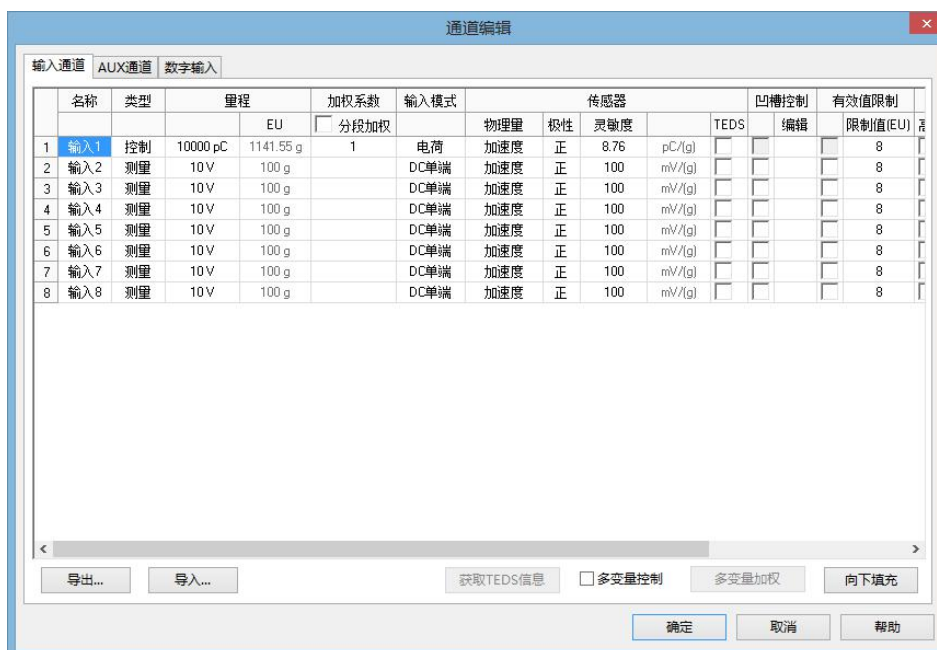 通道编辑
输入通道 AUX通道 数字输入
名称 类型 量程 加权系数 输入模式 传感器 凹槽控制 有效值限制
EU 分段加权 物理量 极性 灵敏度 TEDS 编辑 限制值(EU)
1 输入1 控制 10000 pC 1141.55 g 1 电荷 加速度 正 8.76 pC/(g) 8
2 输入2 测量 10 V 100 g DC单端 加速度 正 100 mV/(g) 8
3 输入3 测量 10 V 100 g DC单端 加速度 正 100 mV/(g) 8
4 输入4 测量 10 V 100 g DC单端 加速度 正 100 mV/(g) 8
5 输入5 测量 10 V 100 g DC单端 加速度 正 100 mV/(g) 8
6 输入6 测量 10 V 100 g DC单端 加速度 正 100 mV/(g) 8
7 输入7 测量 10 V 100 g DC单端 加速度 正 100 mV/(g) 8
8 输入8 测量 10 V 100 g DC单端 加速度 正 100 mV/(g) 8
导出... 导入... 获取TEDS信息 多变量控制 多变量加权 向下填充
确定 取消 帮助